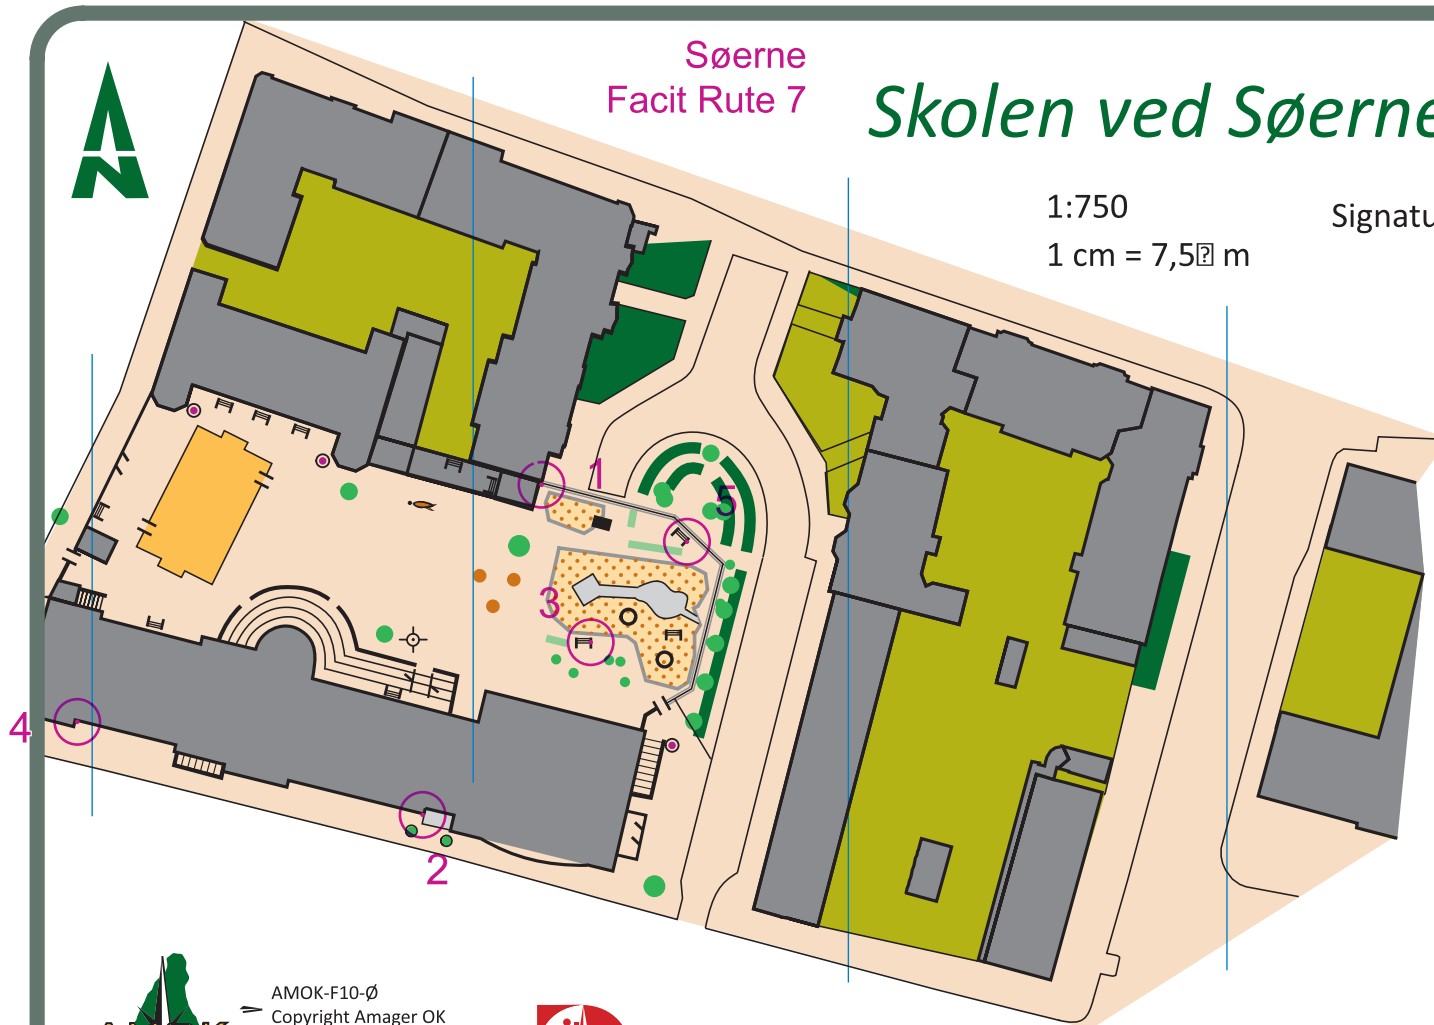 Søerne
Facit Rute 7
Skolen ved Søerne
1:750
1 cm = 7,5 m
Signatu
1
5
3
4
2
N
AMOK-F10-Ø
Copyright Amager OK